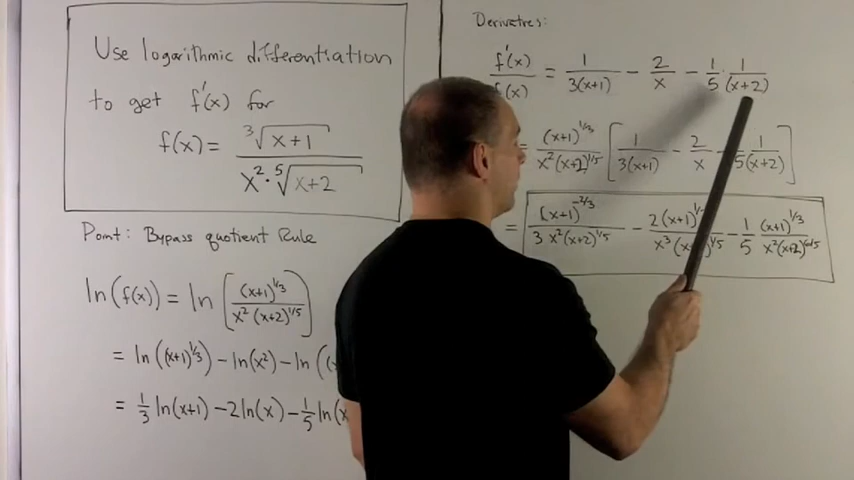 Use logarithmic differentiation
to get f'(x) for
f(x) = ∛(x+1) / (x² · ⁵√(x+2))
Point: Bypass quotient Rule
ln(f(x)) = ln[(x+1)^(1/3) / (x² (x+2)^(1/5))]
= ln((x+1)^(1/3)) − ln(x²) − ln(
= 1/3 ln(x+1) − 2ln(x) − 1/5 ln(x
Derivatives:
f'(x)/f(x) = 1/(3(x+1)) − 2/x − 1/5 · 1/(x+2)
= (x+1)^(1/3) / (x²(x+2)^(1/5)) [1/(3(x+1)) − 2/x − 1/(5(x+2))]
= (x+1)^(-2/3) / (3x²(x+2)^(1/5)) − 2(x+1) / (x³(x )^(1/5)) − 1/5 (x+1)^(1/3) / (x²(x+2)^(6/5))